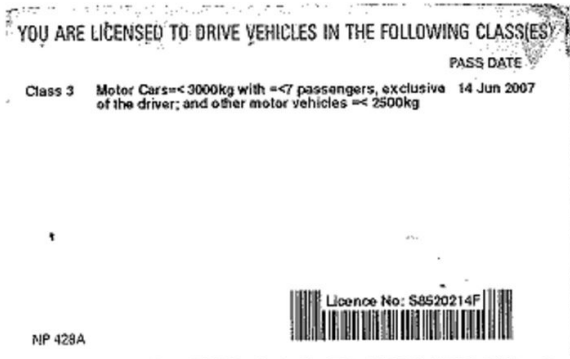 YOU ARE LICENSED TO DRIVE VEHICLES IN THE FOLLOWING CLASS(ES)
PASS DATE
Class 3 Motor Cars=< 3000kg with =<7 passengers, exclusive 14 Jun 2007
of the driver; and other motor vehicles =< 2500kg
Licence No: S8520214F
NP 428A